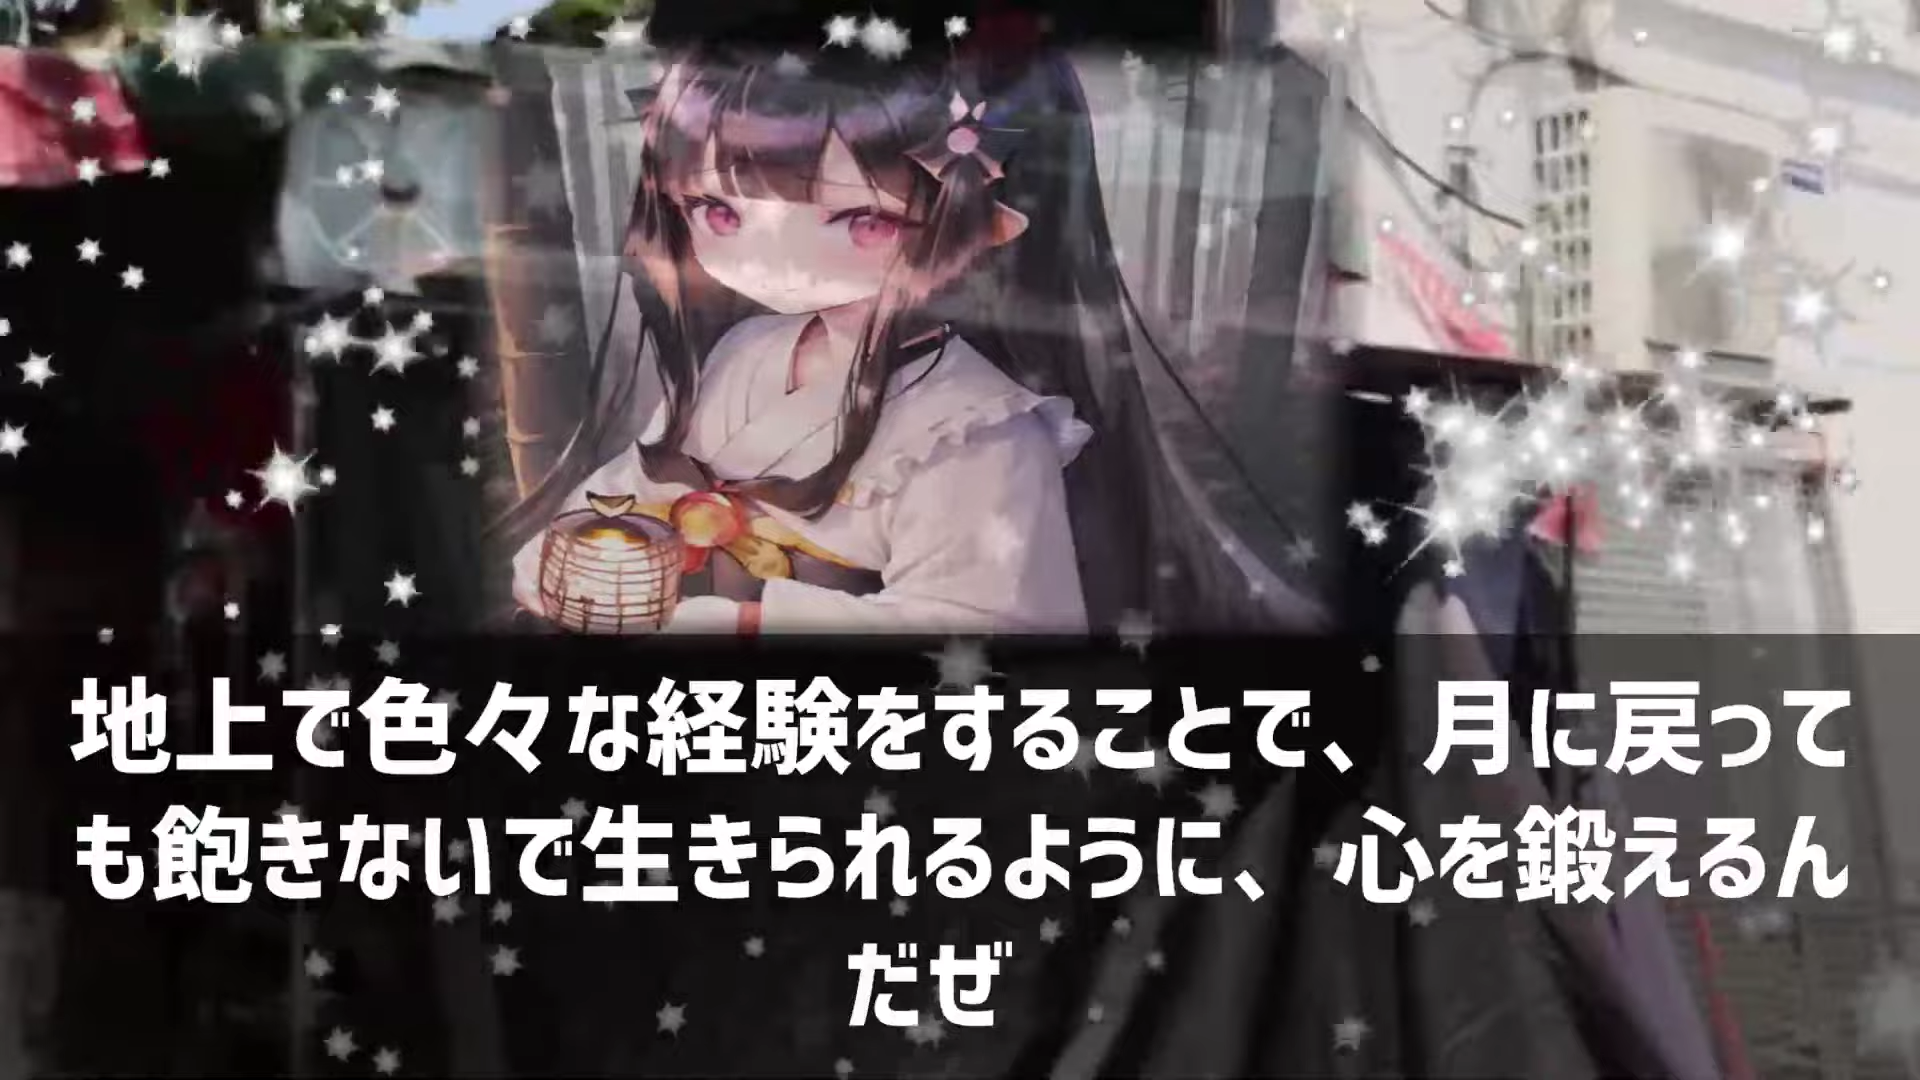 地上で色々な経験をすることで、月に戻って
も飽きないで生きられるように、心を鍛えるん
だぜ